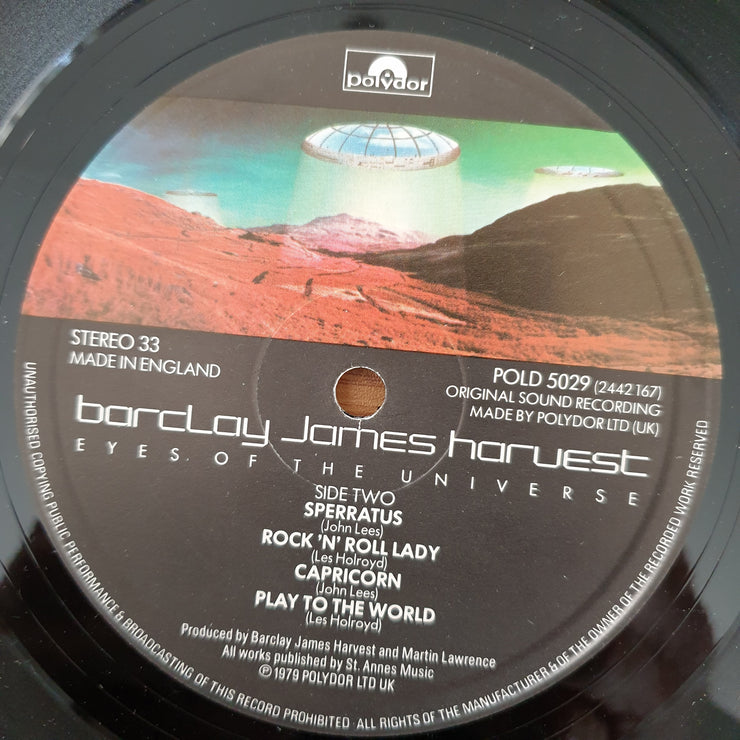 polydor
STEREO 33
MADE IN ENGLAND
POLD 5029 (2442 167)
ORIGINAL SOUND RECORDING
MADE BY POLYDOR LTD (UK)
barclay James harvest
EYES OF THE UNIVERSE
SIDE TWO
SPERRATUS
(John Lees)
ROCK 'N' ROLL LADY
(Les Holroyd)
CAPRICORN
(John Lees)
PLAY TO THE WORLD
(Les Holroyd)
Produced by Barclay James Harvest and Martin Lawrence
All works published by St. Annes Music
℗ 1979 POLYDOR LTD UK
UNAUTHORISED COPYING PUBLIC PERFORMANCE & BROADCASTING OF THIS RECORD PROHIBITED ALL RIGHTS OF THE MANUFACTURER & OF THE OWNER OF THE RECORDED WORK RESERVED